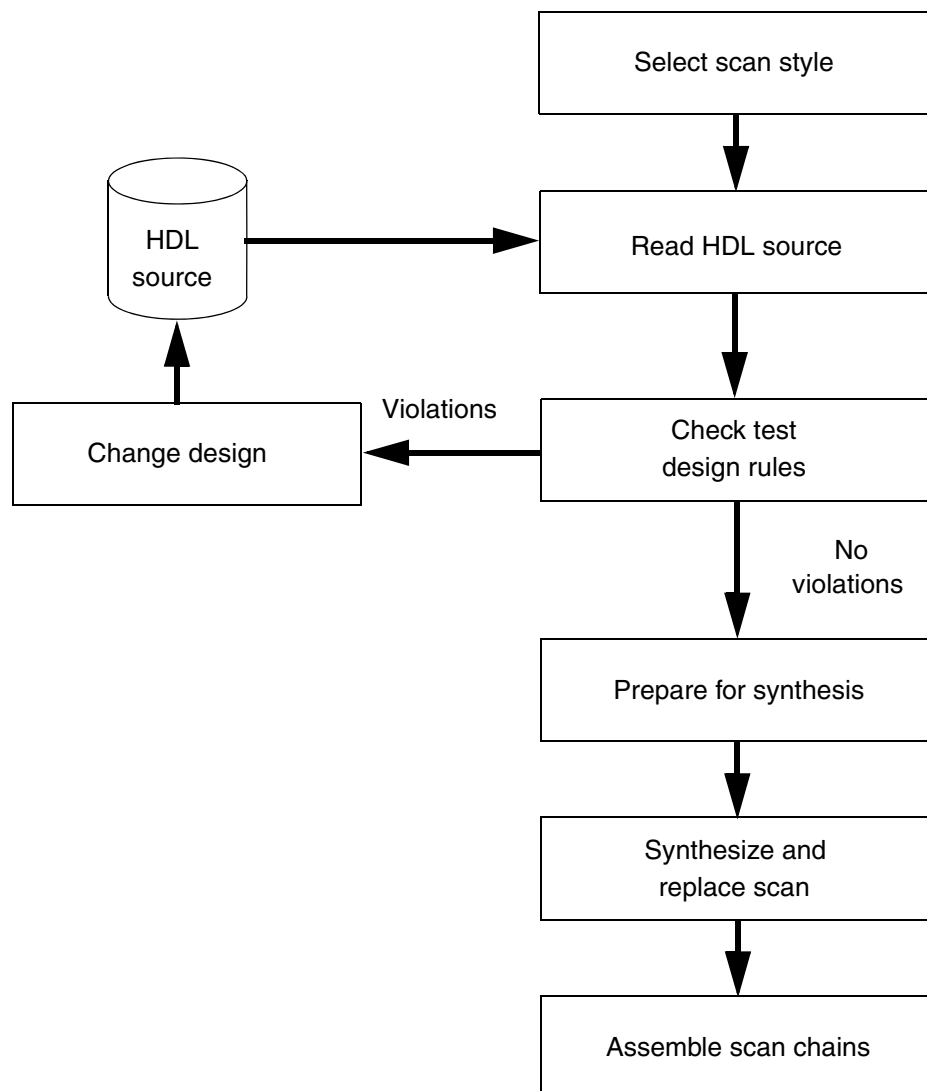 Select scan style
HDL
source
Read HDL source
Violations
Change design
Check test
design rules
No
violations
Prepare for synthesis
Synthesize and
replace scan
Assemble scan chains